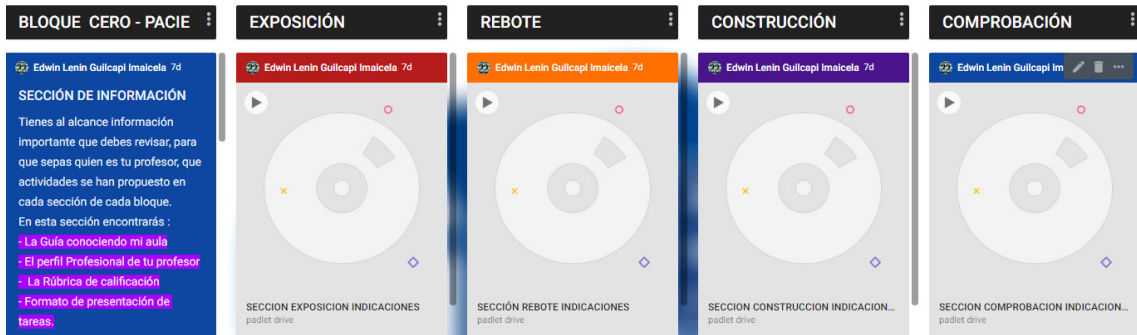 BLOQUE CERO - PACIE
Edwin Lenin Guilcapi Imaicela 7d
SECCIÓN DE INFORMACIÓN
Tienes al alcance información
importante que debes revisar, para
que sepas quien es tu profesor, que
actividades se han propuesto en
cada sección de cada bloque.
En esta sección encontrarás :
- La Guía conociendo mi aula
- El perfil Profesional de tu profesor
- La Rúbrica de calificación
- Formato de presentación de
tareas.
EXPOSICIÓN
Edwin Lenin Guilcapi Imaicela 7d
SECCION EXPOSICION INDICACIONES
padlet drive
REBOTE
Edwin Lenin Guilcapi Imaicela 7d
SECCIÓN REBOTE INDICACIONES
padlet drive
CONSTRUCCIÓN
Edwin Lenin Guilcapi Imaicela 7d
SECCION CONSTRUCCION INDICACION...
padlet drive
COMPROBACIÓN
Edwin Lenin Guilcapi Im
SECCION COMPROBACION INDICACION...
padlet drive